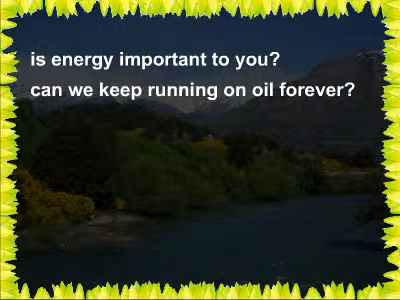 is energy important to you?
can we keep running on oil forever?